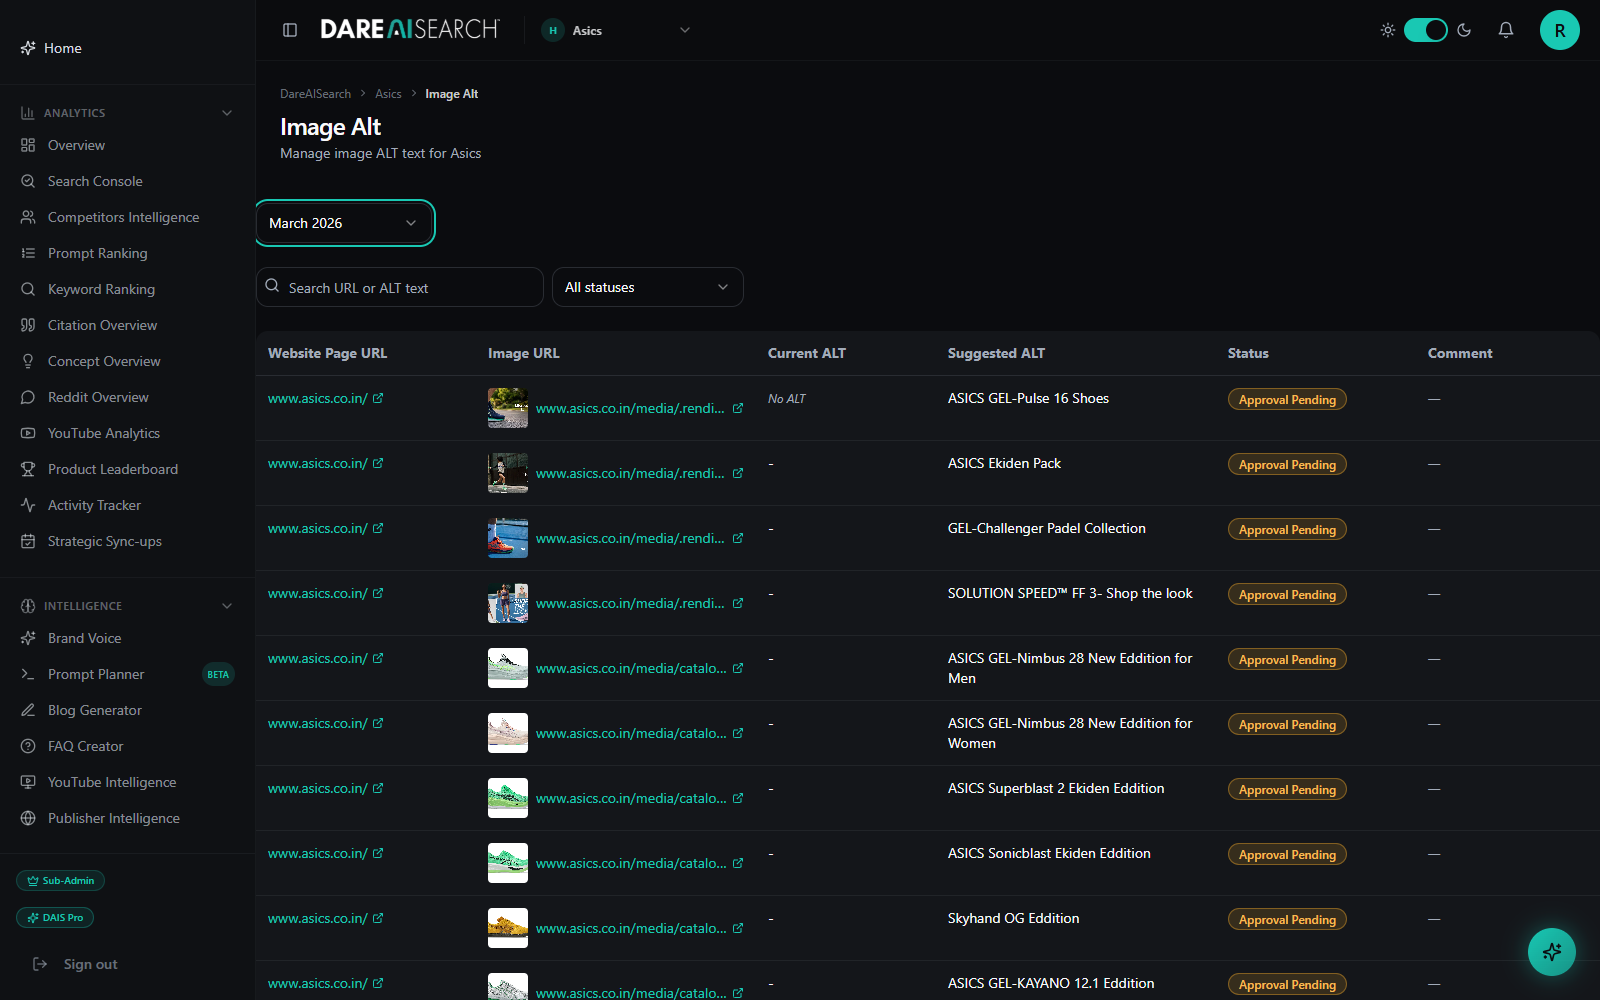 Home
ANALYTICS
Overview
Search Console
Competitors Intelligence
Prompt Ranking
Keyword Ranking
Citation Overview
Concept Overview
Reddit Overview
YouTube Analytics
Product Leaderboard
Activity Tracker
Strategic Sync-ups
INTELLIGENCE
Brand Voice
Prompt Planner BETA
Blog Generator
FAQ Creator
YouTube Intelligence
Publisher Intelligence
Sub-Admin
DAIS Pro
Sign out
DARE AISEARCH
H Asics
R
DareAISearch > Asics > Image Alt
Image Alt
Manage image ALT text for Asics
March 2026
Search URL or ALT text
All statuses
Website Page URL Image URL Current ALT Suggested ALT Status Comment
www.asics.co.in/ www.asics.co.in/media/.rendi... No ALT ASICS GEL-Pulse 16 Shoes Approval Pending —
www.asics.co.in/ www.asics.co.in/media/.rendi... - ASICS Ekiden Pack Approval Pending —
www.asics.co.in/ www.asics.co.in/media/.rendi... - GEL-Challenger Padel Collection Approval Pending —
www.asics.co.in/ www.asics.co.in/media/.rendi... - SOLUTION SPEED™ FF 3- Shop the look Approval Pending —
www.asics.co.in/ www.asics.co.in/media/catalo... - ASICS GEL-Nimbus 28 New Eddition for Approval Pending —
Men
www.asics.co.in/ www.asics.co.in/media/catalo... - ASICS GEL-Nimbus 28 New Eddition for Approval Pending —
Women
www.asics.co.in/ www.asics.co.in/media/catalo... - ASICS Superblast 2 Ekiden Eddition Approval Pending —
www.asics.co.in/ www.asics.co.in/media/catalo... - ASICS Sonicblast Ekiden Eddition Approval Pending —
www.asics.co.in/ www.asics.co.in/media/catalo... - Skyhand OG Eddition Approval Pending —
www.asics.co.in/ www.asics.co.in/media/catalo... - ASICS GEL-KAYANO 12.1 Eddition Approval Pending —